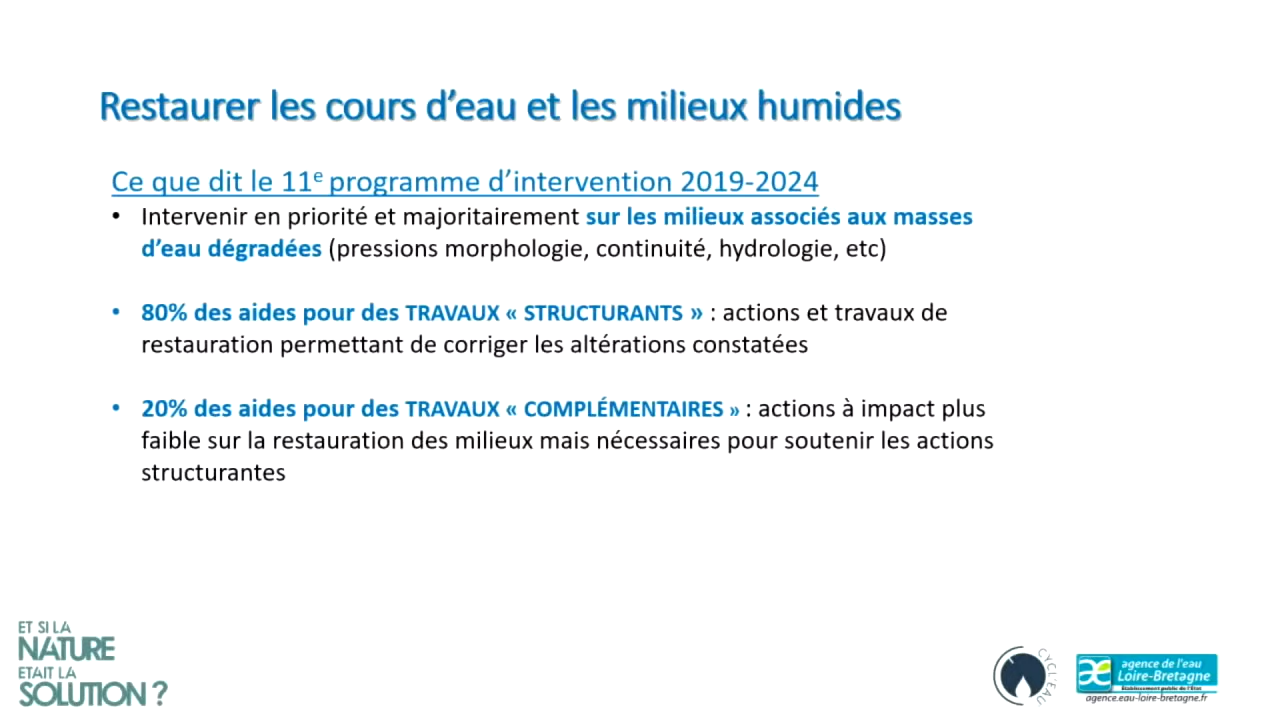 Restaurer les cours d’eau et les milieux humides
Ce que dit le 11e programme d’intervention 2019-2024
• Intervenir en priorité et majoritairement sur les milieux associés aux masses
d’eau dégradées (pressions morphologie, continuité, hydrologie, etc)
• 80% des aides pour des TRAVAUX « STRUCTURANTS » : actions et travaux de
restauration permettant de corriger les altérations constatées
• 20% des aides pour des TRAVAUX « COMPLÉMENTAIRES » : actions à impact plus
faible sur la restauration des milieux mais nécessaires pour soutenir les actions
structurantes
ET SI LA
NATURE
ETAIT LA
SOLUTION ?
CYCL'EAU
agence de l'eau
Loire-Bretagne
Établissement public de l'État
agence.eau-loire-bretagne.fr